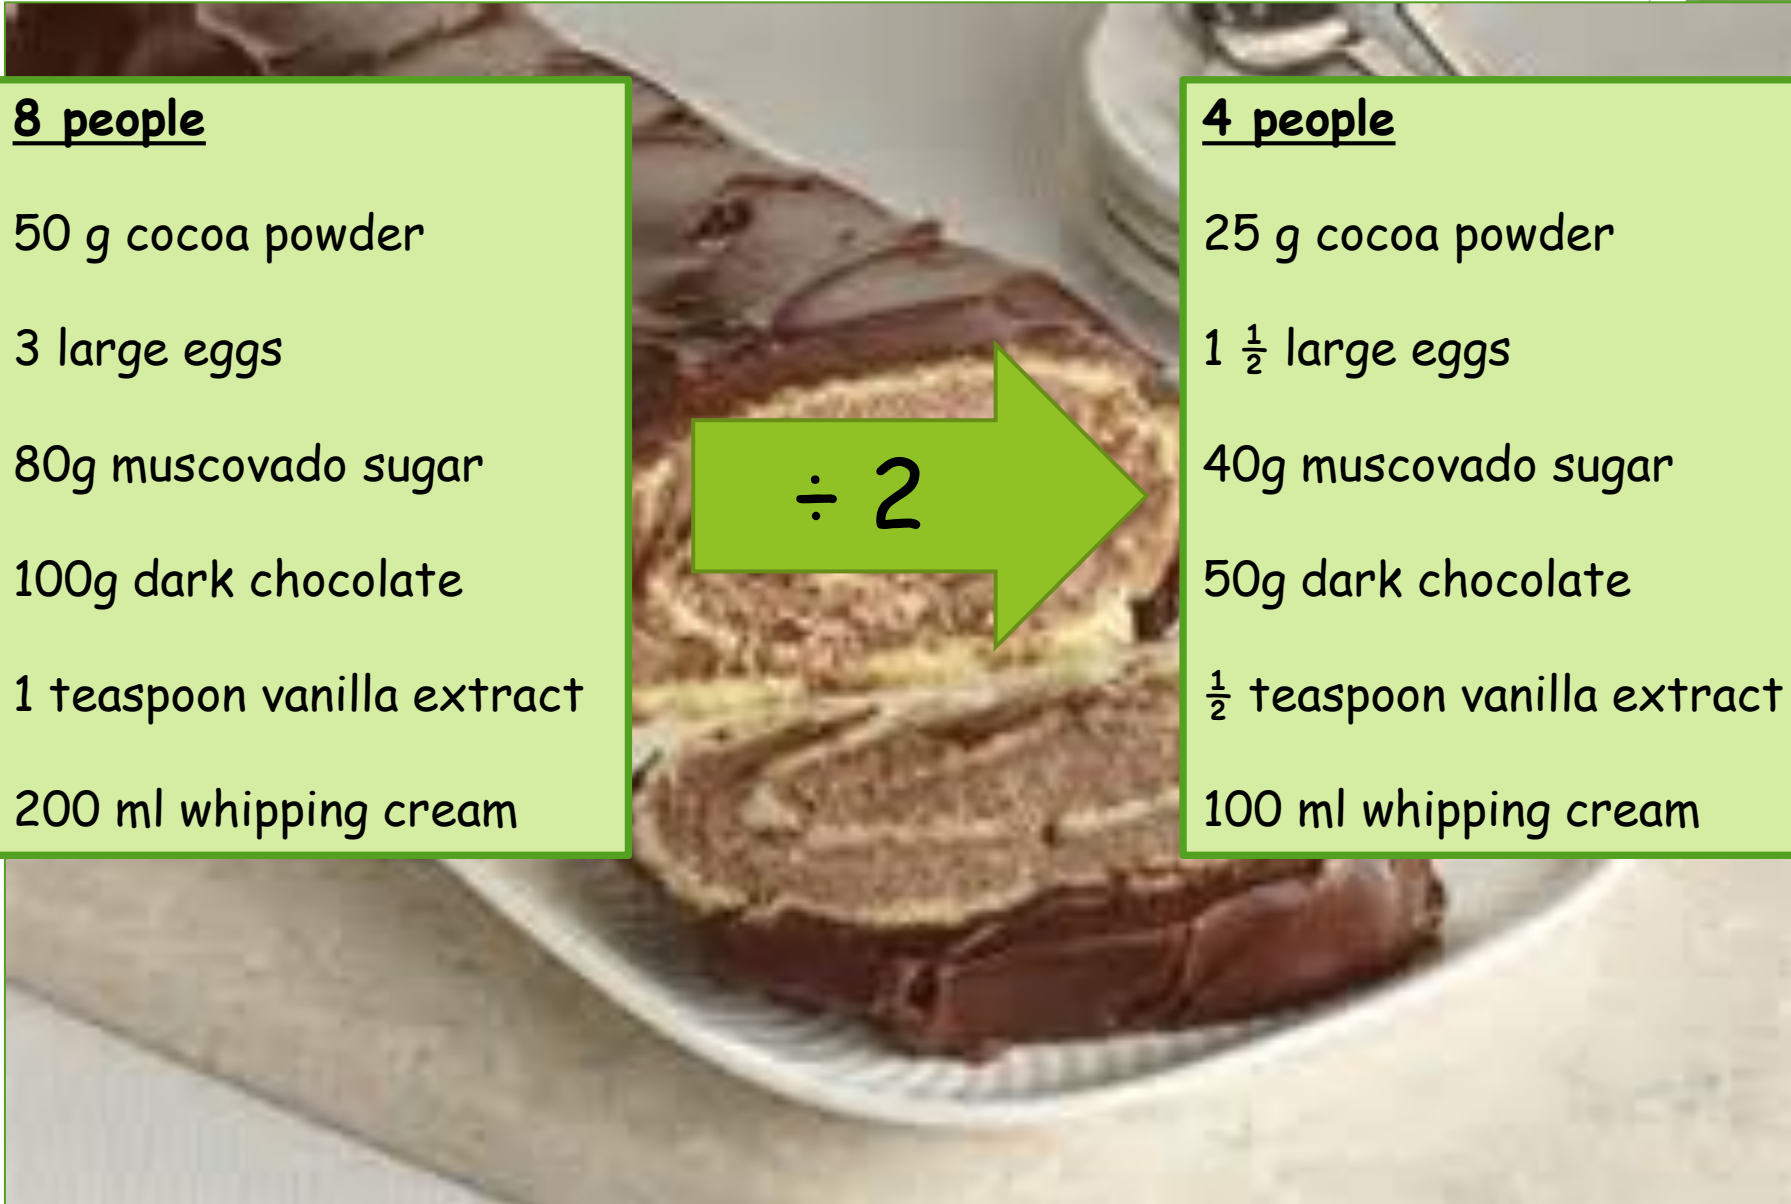 8 people
50 g cocoa powder
3 large eggs
80g muscovado sugar
100g dark chocolate
1 teaspoon vanilla extract
200 ml whipping cream
÷ 2
4 people
25 g cocoa powder
1 ½ large eggs
40g muscovado sugar
50g dark chocolate
½ teaspoon vanilla extract
100 ml whipping cream